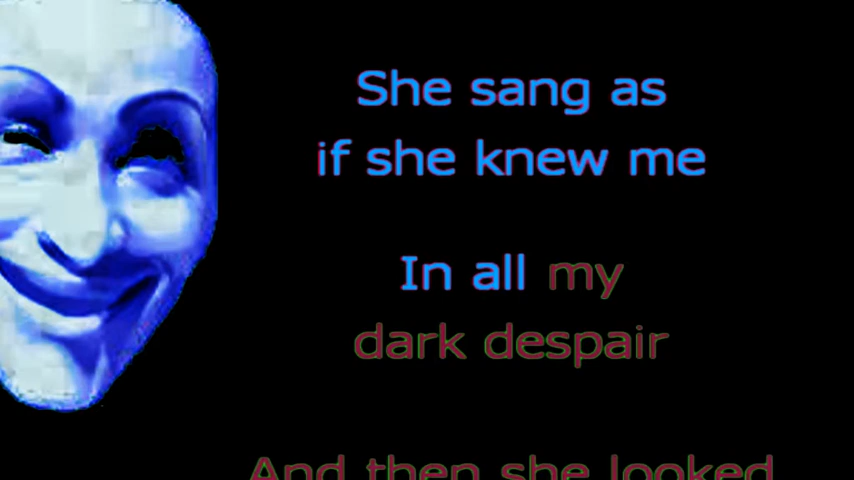 She sang as
if she knew me
In all my
dark despair
And then she looked